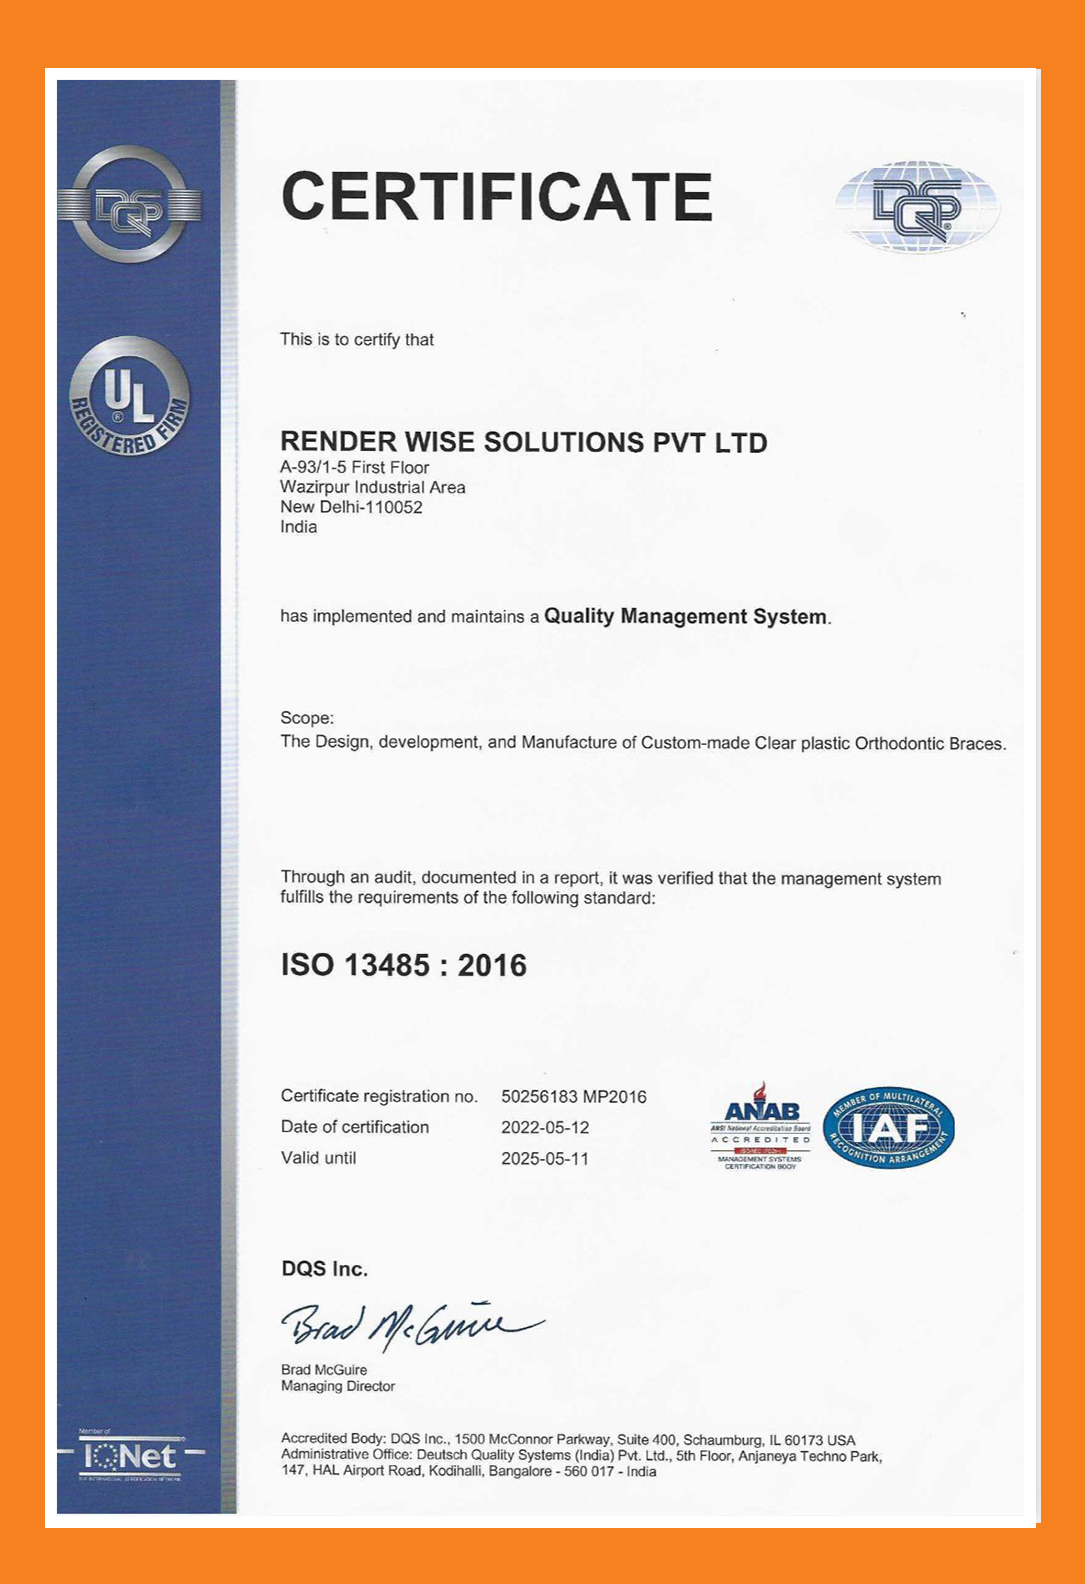 DQS
CERTIFICATE
DQS®
UL®
REGISTERED FIRM
This is to certify that
RENDER WISE SOLUTIONS PVT LTD
A-93/1-5 First Floor
Wazirpur Industrial Area
New Delhi-110052
India
has implemented and maintains a Quality Management System.
Scope:
The Design, development, and Manufacture of Custom-made Clear plastic Orthodontic Braces.
Through an audit, documented in a report, it was verified that the management system
fulfills the requirements of the following standard:
ISO 13485 : 2016
Certificate registration no. 50256183 MP2016
Date of certification 2022-05-12
Valid until 2025-05-11
ANAB
ANSI National Accreditation Board
ACCREDITED
MANAGEMENT SYSTEMS
CERTIFICATION BODY
MEMBER OF MULTILATERAL
IAF
RECOGNITION ARRANGEMENT
DQS Inc.
Brad McGuire
Brad McGuire
Managing Director
Member of
IQNet
Accredited Body: DQS Inc., 1500 McConnor Parkway, Suite 400, Schaumburg, IL 60173 USA
Administrative Office: Deutsch Quality Systems (India) Pvt. Ltd., 5th Floor, Anjaneya Techno Park,
147, HAL Airport Road, Kodihalli, Bangalore - 560 017 - India